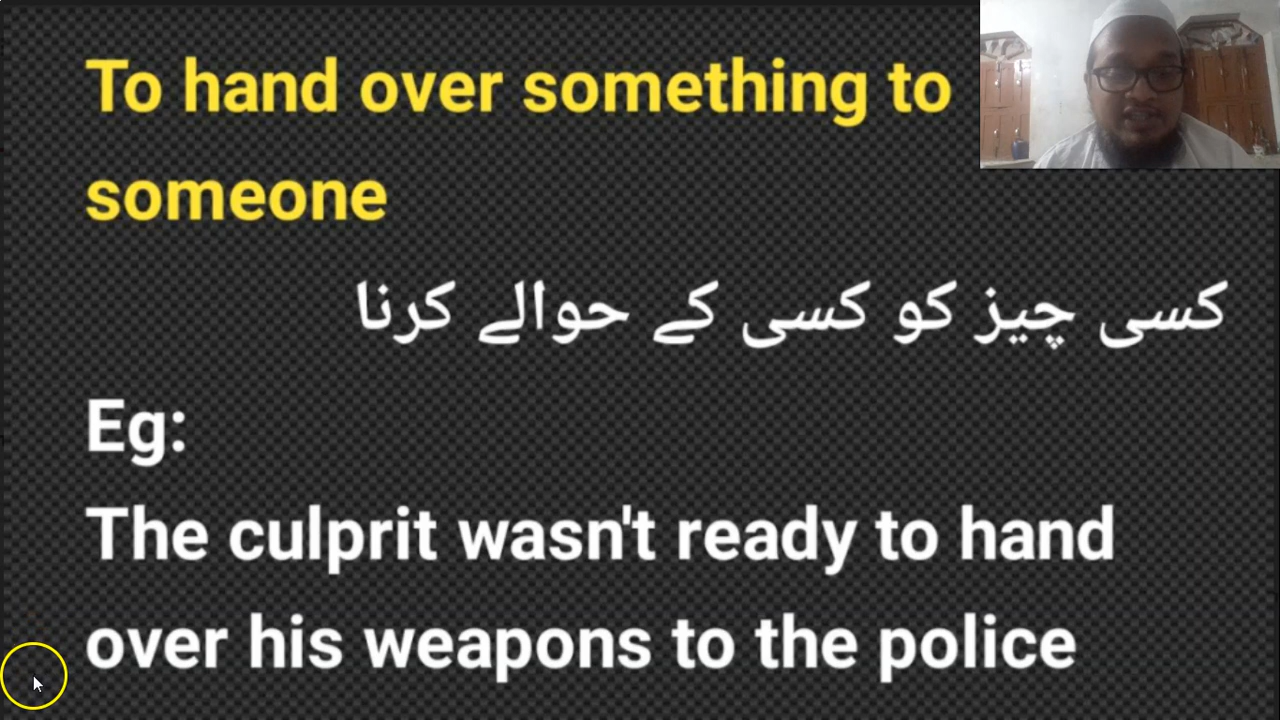 To hand over something to
someone
کسی چیز کو کسی کے حوالے کرنا
Eg:
The culprit wasn't ready to hand
over his weapons to the police